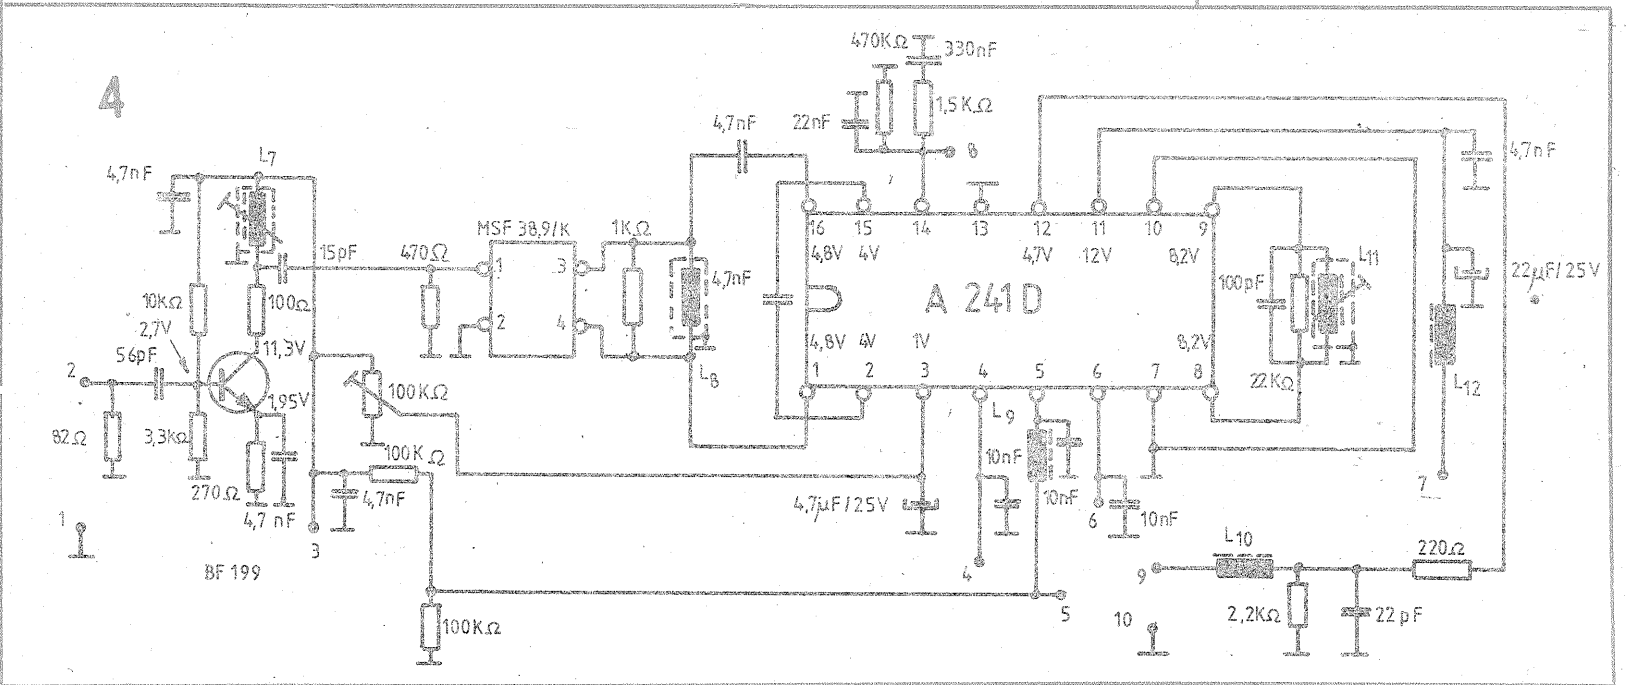 4
470KΩ
330nF
1,5KΩ
22nF
8
4,7nF
4,7nF
L7
4,7nF
15pF
470Ω
MSF 38,9/K
1KΩ
1
3
2
4
4,7nF
L8
16 15 14 13 12 11 10 9
4,8V 4V 4,7V 12V 8,2V
A 241D
4,8V 4V 1V 8,2V
1 2 3 4 5 6 7 8
100pF
L11
22KΩ
22µF/25V
L12
7
10KΩ
100Ω
2,7V
11,3V
56pF
2
1,95V
82Ω
3,3KΩ
270Ω
4,7nF
100KΩ
100KΩ
4,7nF
3
1
BF 199
4,7µF/25V
L9
10nF
10nF
10nF
6
4
5
100KΩ
L10
9
220Ω
2,2KΩ
22pF
10